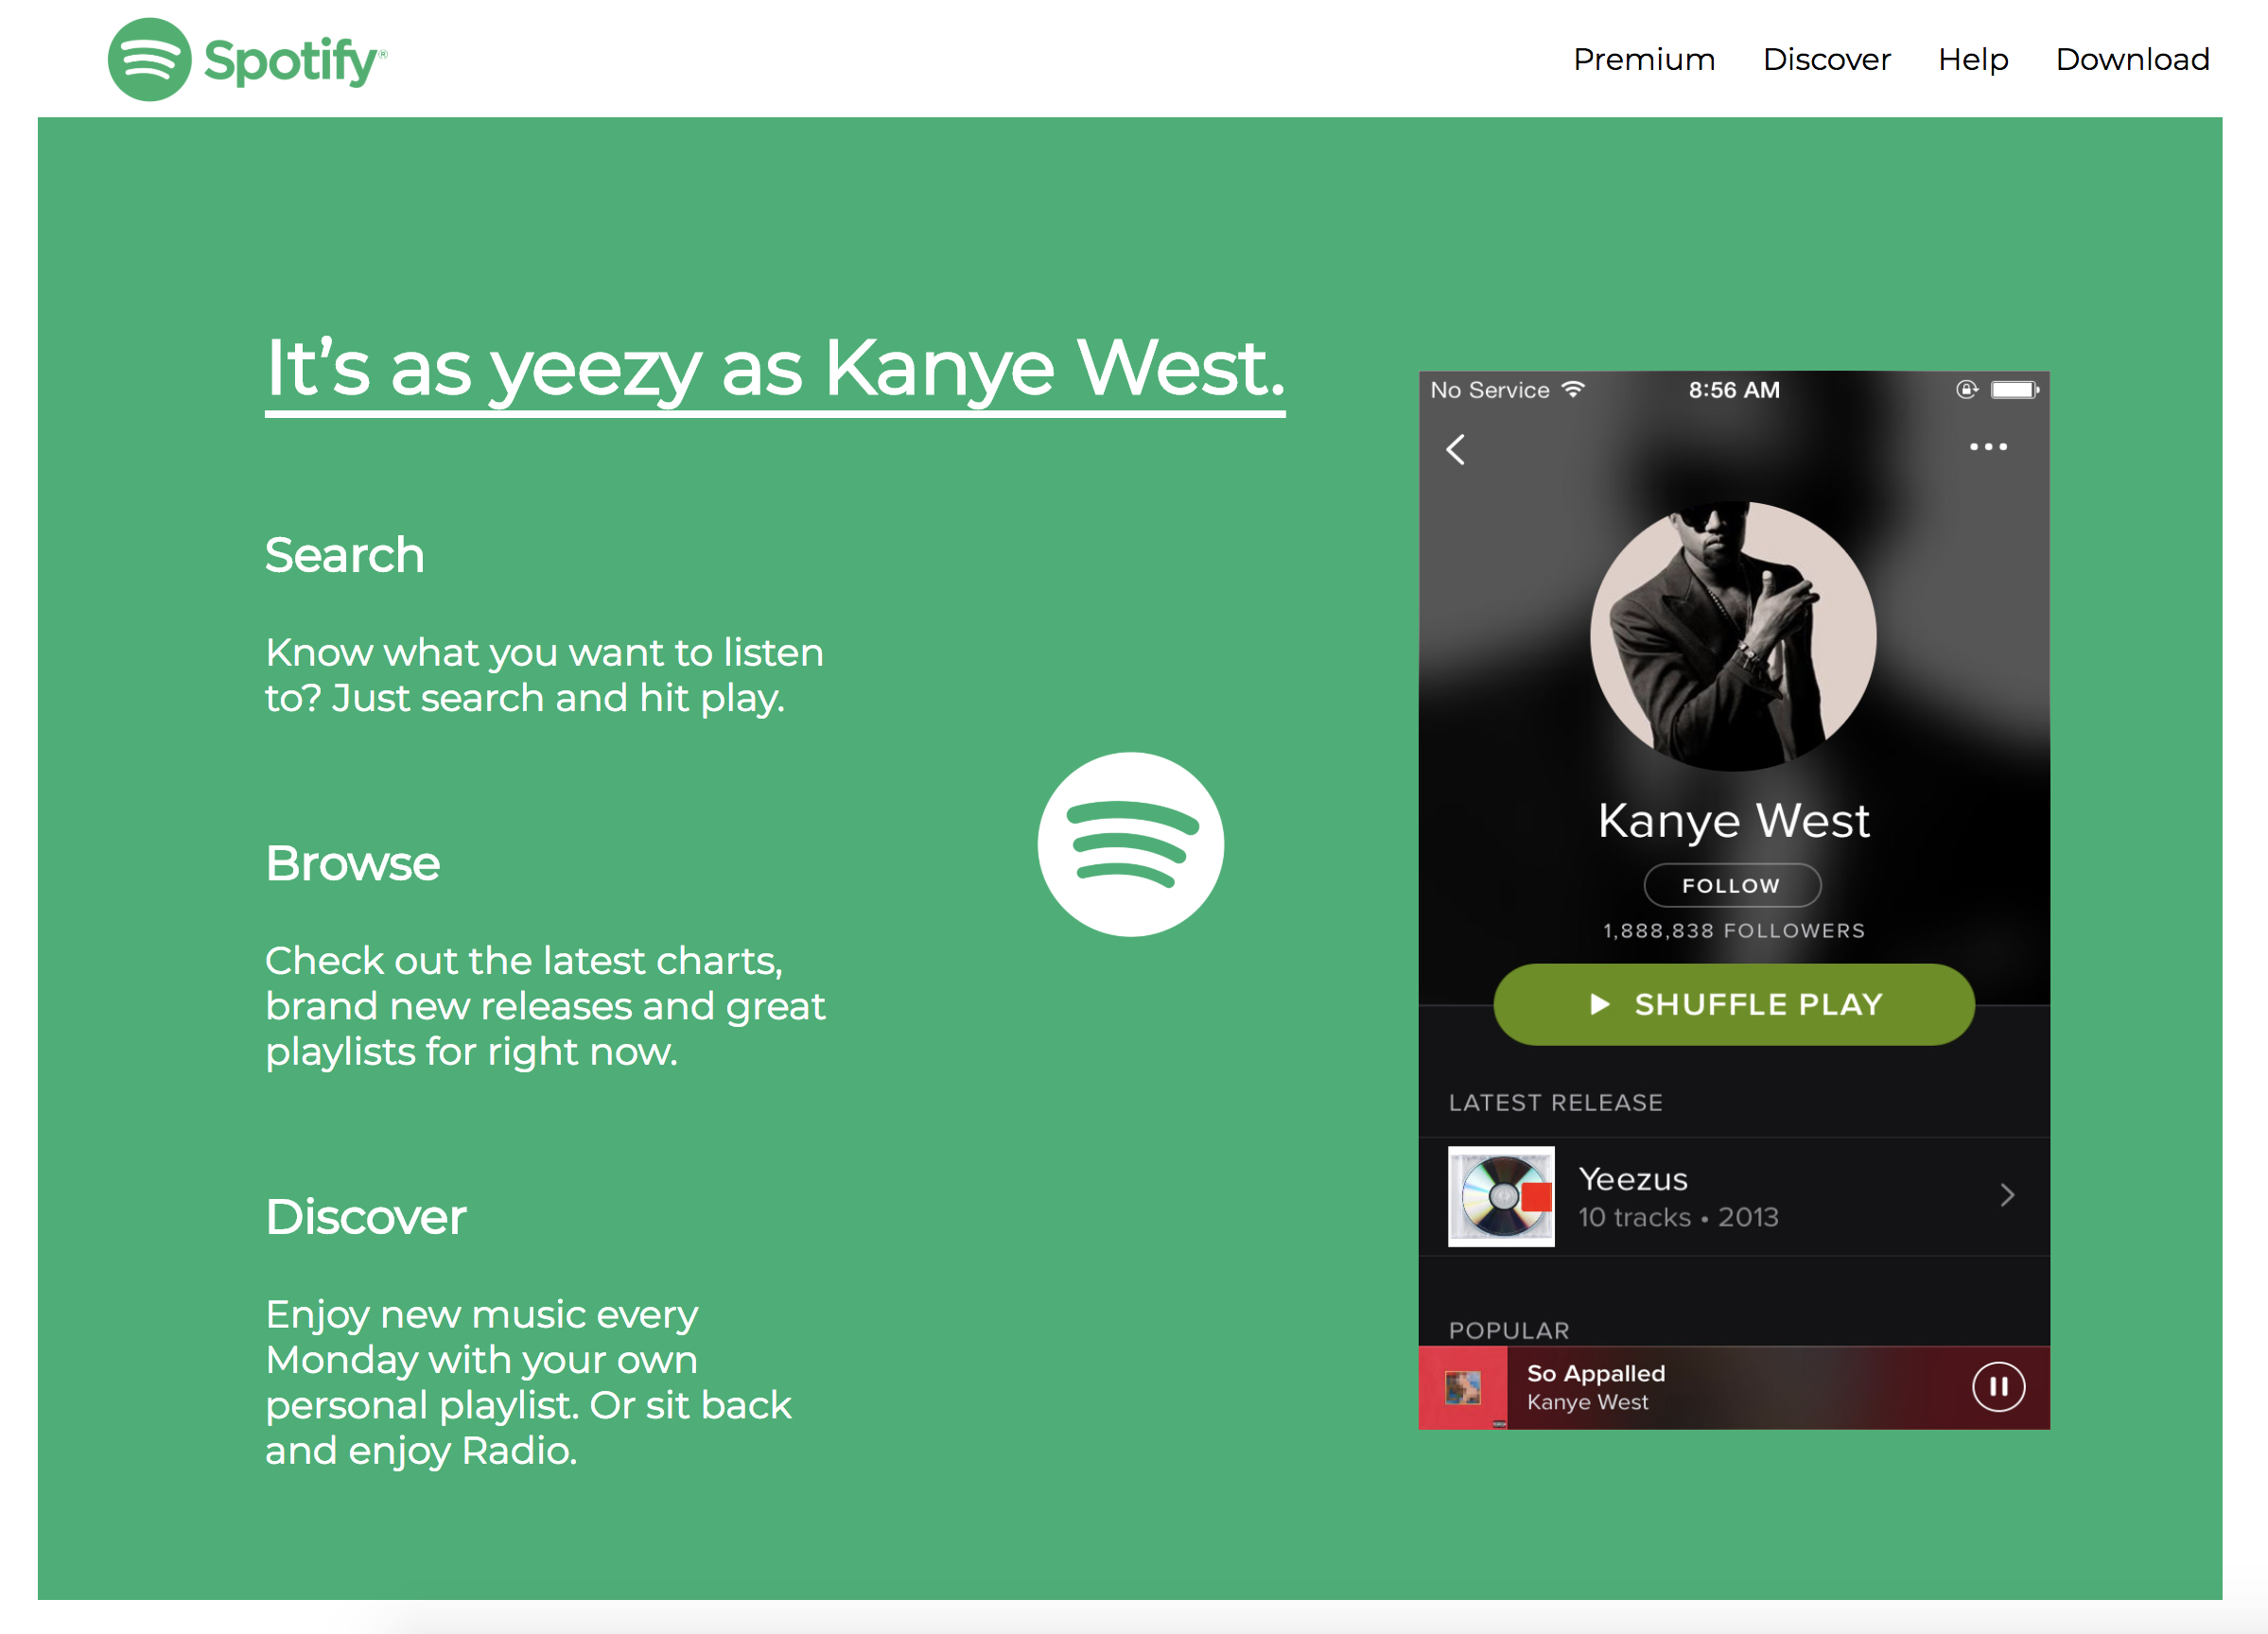 Spotify®
Premium Discover Help Download
It’s as yeezy as Kanye West.
Search
Know what you want to listen
to? Just search and hit play.
Browse
Check out the latest charts,
brand new releases and great
playlists for right now.
Discover
Enjoy new music every
Monday with your own
personal playlist. Or sit back
and enjoy Radio.
No Service 8:56 AM
Kanye West
FOLLOW
1,888,838 FOLLOWERS
SHUFFLE PLAY
LATEST RELEASE
Yeezus
10 tracks • 2013
POPULAR
So Appalled
Kanye West